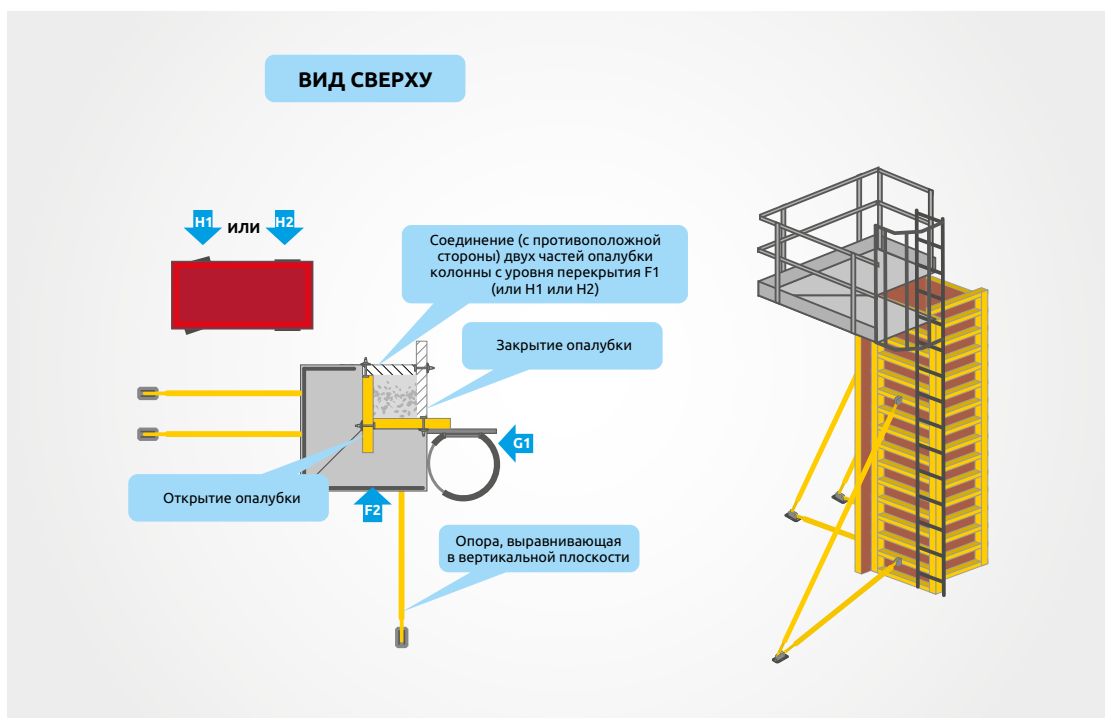 ВИД СВЕРХУ
H1 или H2
Соединение (с противоположной
стороны) двух частей опалубки
колонны с уровня перекрытия F1
(или H1 или H2)
Закрытие опалубки
G1
Открытие опалубки
F2
Опора, выравнивающая
в вертикальной плоскости